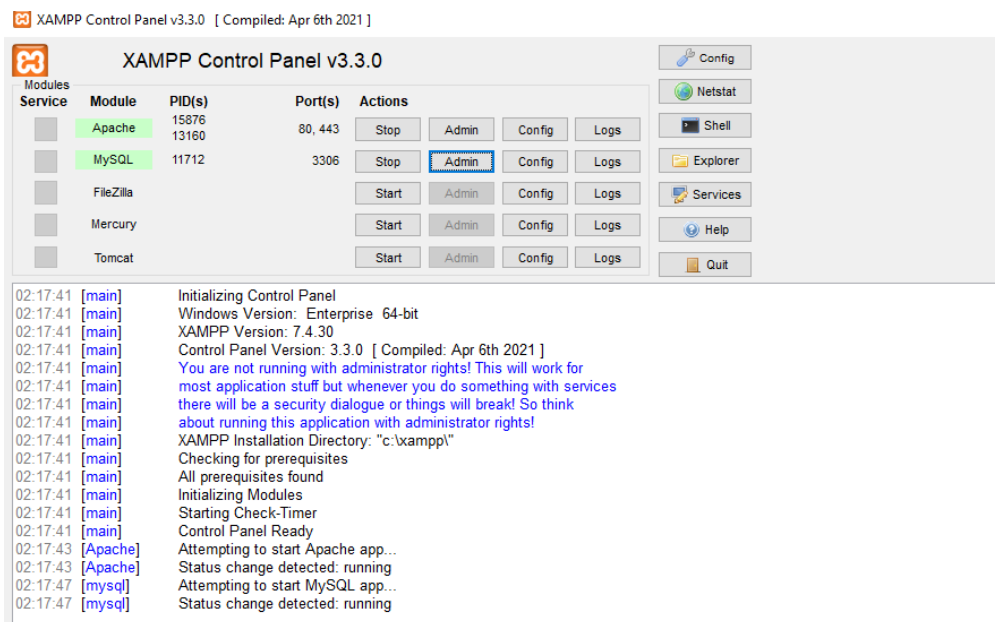 XAMPP Control Panel v3.3.0 [ Compiled: Apr 6th 2021 ]
XAMPP Control Panel v3.3.0
Config
Modules
Service Module PID(s) Port(s) Actions
Netstat
Apache 15876 13160 80, 443 Stop Admin Config Logs
Shell
MySQL 11712 3306 Stop Admin Config Logs
Explorer
FileZilla Start Admin Config Logs
Services
Mercury Start Admin Config Logs
Help
Tomcat Start Admin Config Logs
Quit
02:17:41 [main] Initializing Control Panel
02:17:41 [main] Windows Version: Enterprise 64-bit
02:17:41 [main] XAMPP Version: 7.4.30
02:17:41 [main] Control Panel Version: 3.3.0 [ Compiled: Apr 6th 2021 ]
02:17:41 [main] You are not running with administrator rights! This will work for
02:17:41 [main] most application stuff but whenever you do something with services
02:17:41 [main] there will be a security dialogue or things will break! So think
02:17:41 [main] about running this application with administrator rights!
02:17:41 [main] XAMPP Installation Directory: "c:\xampp\"
02:17:41 [main] Checking for prerequisites
02:17:41 [main] All prerequisites found
02:17:41 [main] Initializing Modules
02:17:41 [main] Starting Check-Timer
02:17:41 [main] Control Panel Ready
02:17:43 [Apache] Attempting to start Apache app...
02:17:43 [Apache] Status change detected: running
02:17:47 [mysql] Attempting to start MySQL app...
02:17:47 [mysql] Status change detected: running